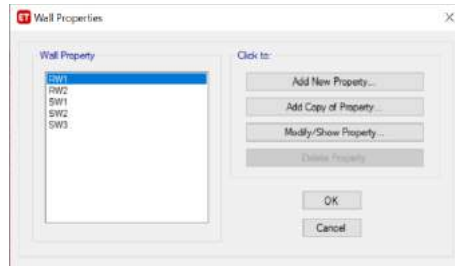 ET Wall Properties
Wall Property
RW1
RW2
SW1
SW2
SW3
Click to:
Add New Property...
Add Copy of Property...
Modify/Show Property...
Delete Property
OK
Cancel